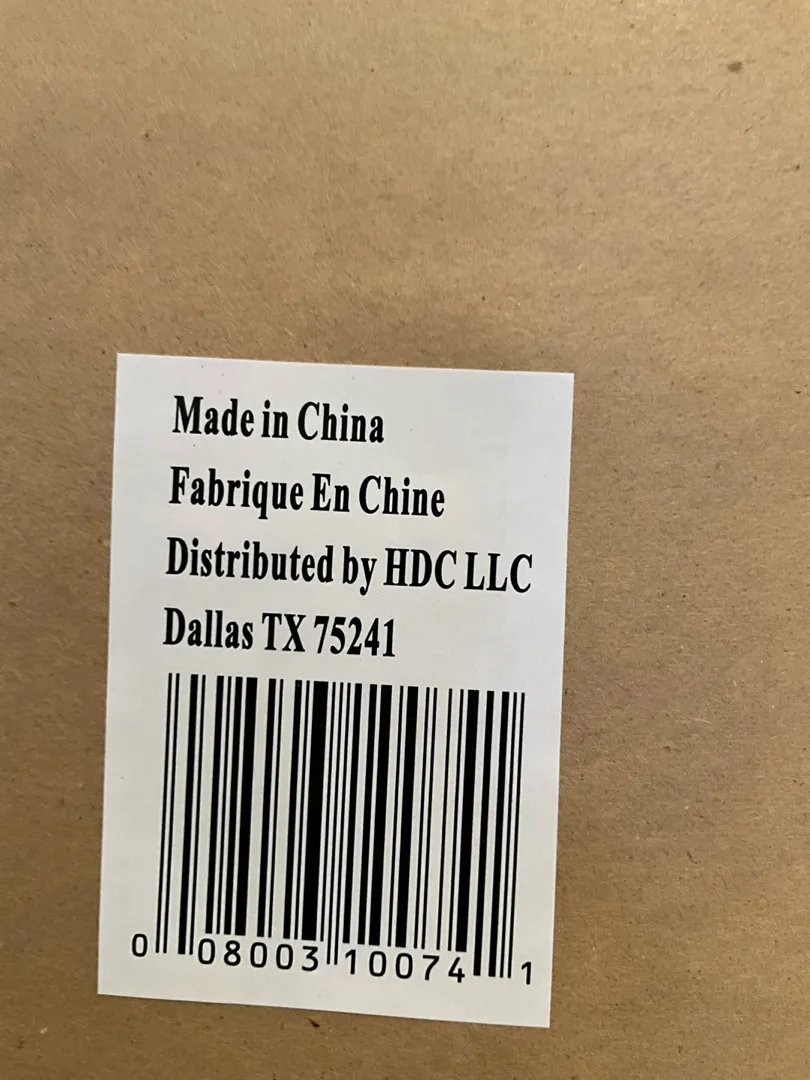 Made in China
Fabrique En Chine
Distributed by HDC LLC
Dallas TX 75241
0 08003 10074 1